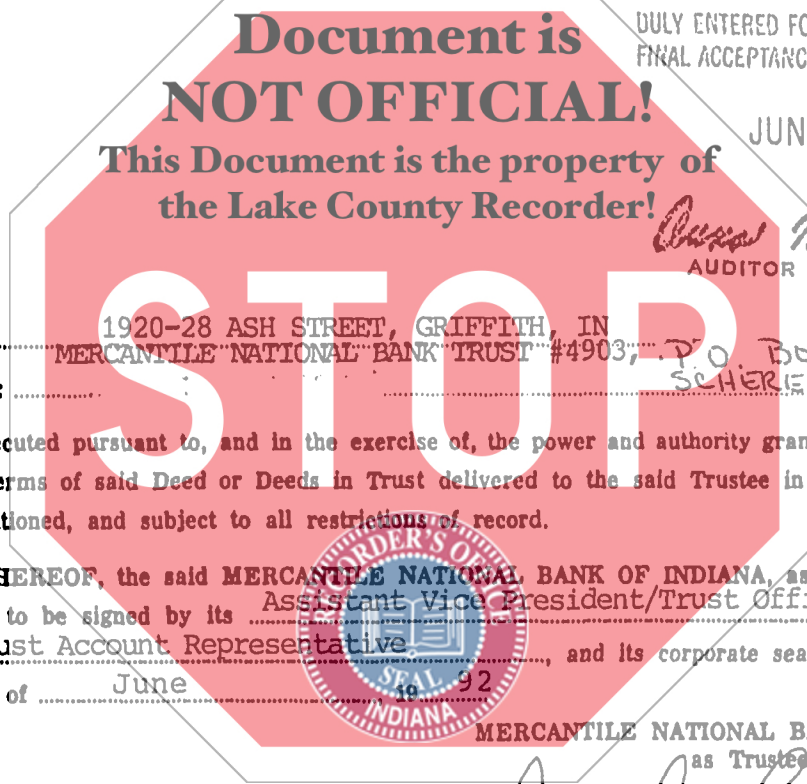 Document is
NOT OFFICIAL!
This Document is the property of
the Lake County Recorder!
DULY ENTERED FO
FINAL ACCEPTANC
JUN
AUDITOR
STOP
1920-28 ASH STREET, GRIFFITH, IN
MERCANTILE NATIONAL BANK TRUST #4903, P O BO
: SCHERE
cuted pursuant to, and in the exercise of, the power and authority gran
erms of said Deed or Deeds in Trust delivered to the said Trustee in
tioned, and subject to all restrictions of record.
HEREOF, the said MERCANTILE NATIONAL BANK OF INDIANA, as
to be signed by its Assistant Vice President/Trust Offi
ust Account Representative, and its corporate sea
of June, 19 92
RECORDER'S OFFICE
SEAL
INDIANA
MERCANTILE NATIONAL B
as Trustee